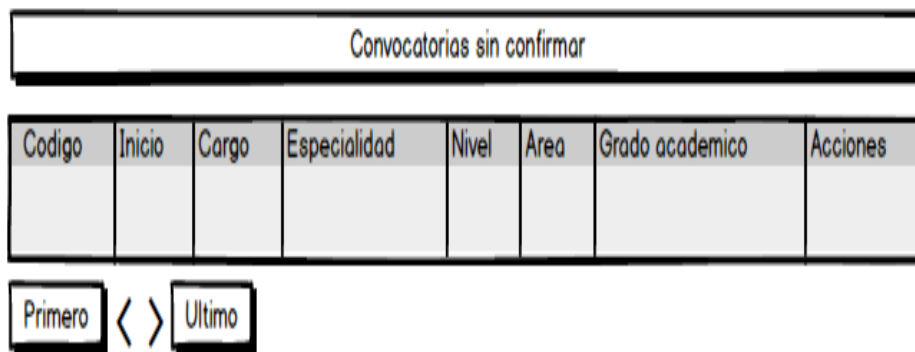 Convocatorias sin confirmar
Codigo Inicio Cargo Especialidad Nivel Area Grado academico Acciones
Primero < > Ultimo